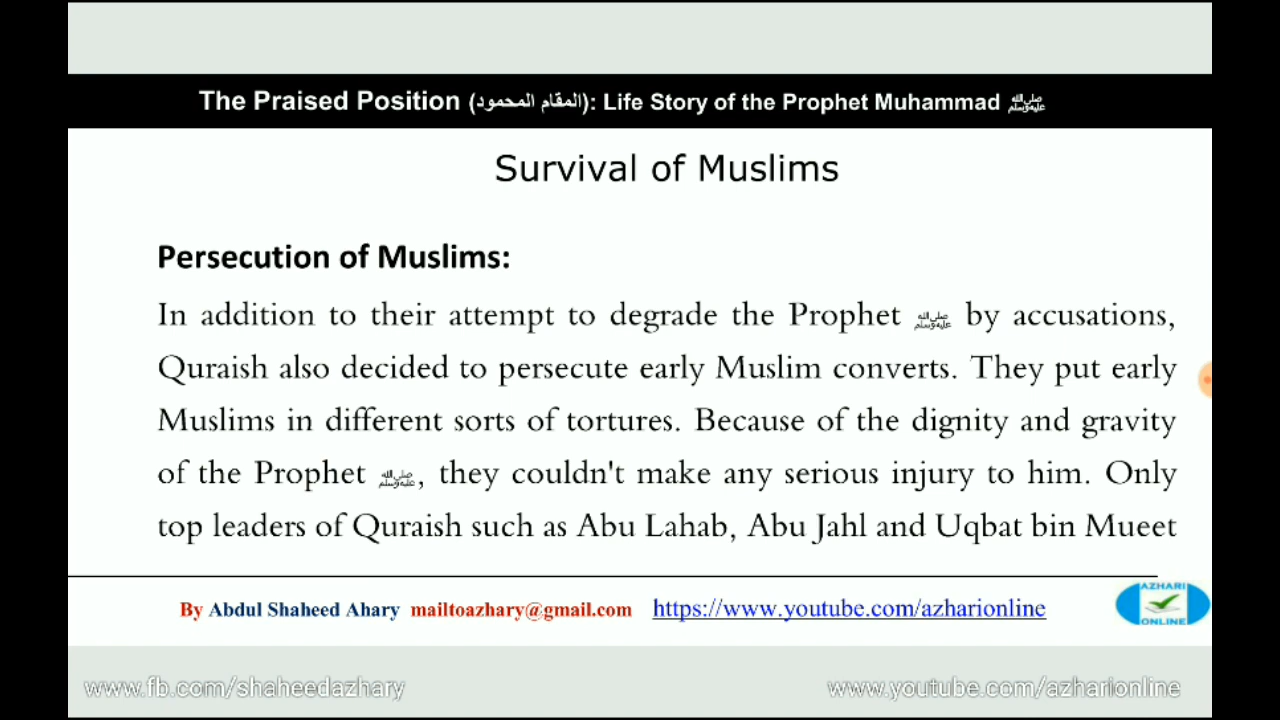 The Praised Position (المقام المحمود): Life Story of the Prophet Muhammad ﷺ
Survival of Muslims
Persecution of Muslims:
In addition to their attempt to degrade the Prophet ﷺ by accusations,
Quraish also decided to persecute early Muslim converts. They put early
Muslims in different sorts of tortures. Because of the dignity and gravity
of the Prophet ﷺ, they couldn't make any serious injury to him. Only
top leaders of Quraish such as Abu Lahab, Abu Jahl and Uqbat bin Mueet
By Abdul Shaheed Ahary mailtoazhary@gmail.com https://www.youtube.com/azharionline
AZHARI
ONLINE
www.fb.com/shaheedazhary www.youtube.com/azharionline